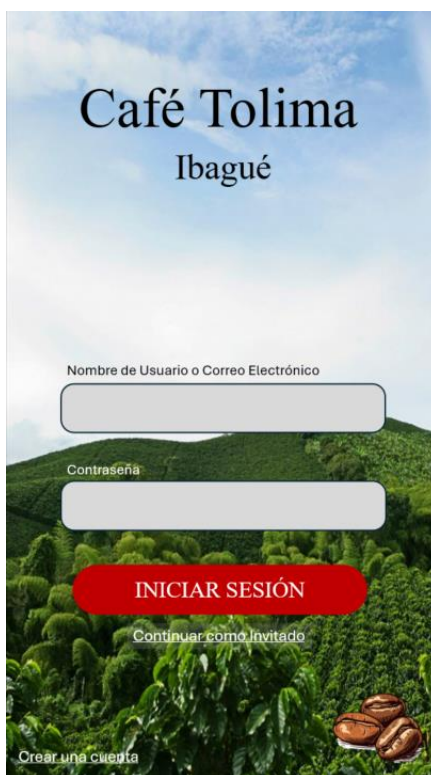 Café Tolima
Ibagué
Nombre de Usuario o Correo Electrónico
Contraseña
INICIAR SESIÓN
Continuar como Invitado
Crear una cuenta